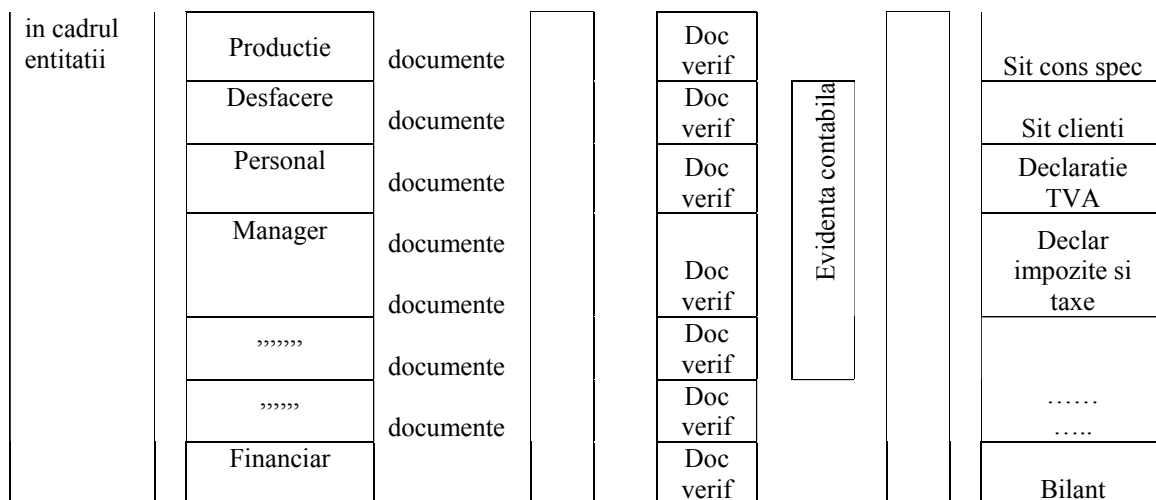 in cadrul
entitatii
Productie
documente
Doc
verif
Sit cons spec
Desfacere
documente
Doc
verif
Evidenta contabila
Sit clienti
Personal
documente
Doc
verif
Declaratie
TVA
Manager
documente
documente
Doc
verif
Declar
impozite si
taxe
,,,,,,,
documente
Doc
verif
,,,,,,
documente
Doc
verif
……
…..
Financiar
Doc
verif
Bilant